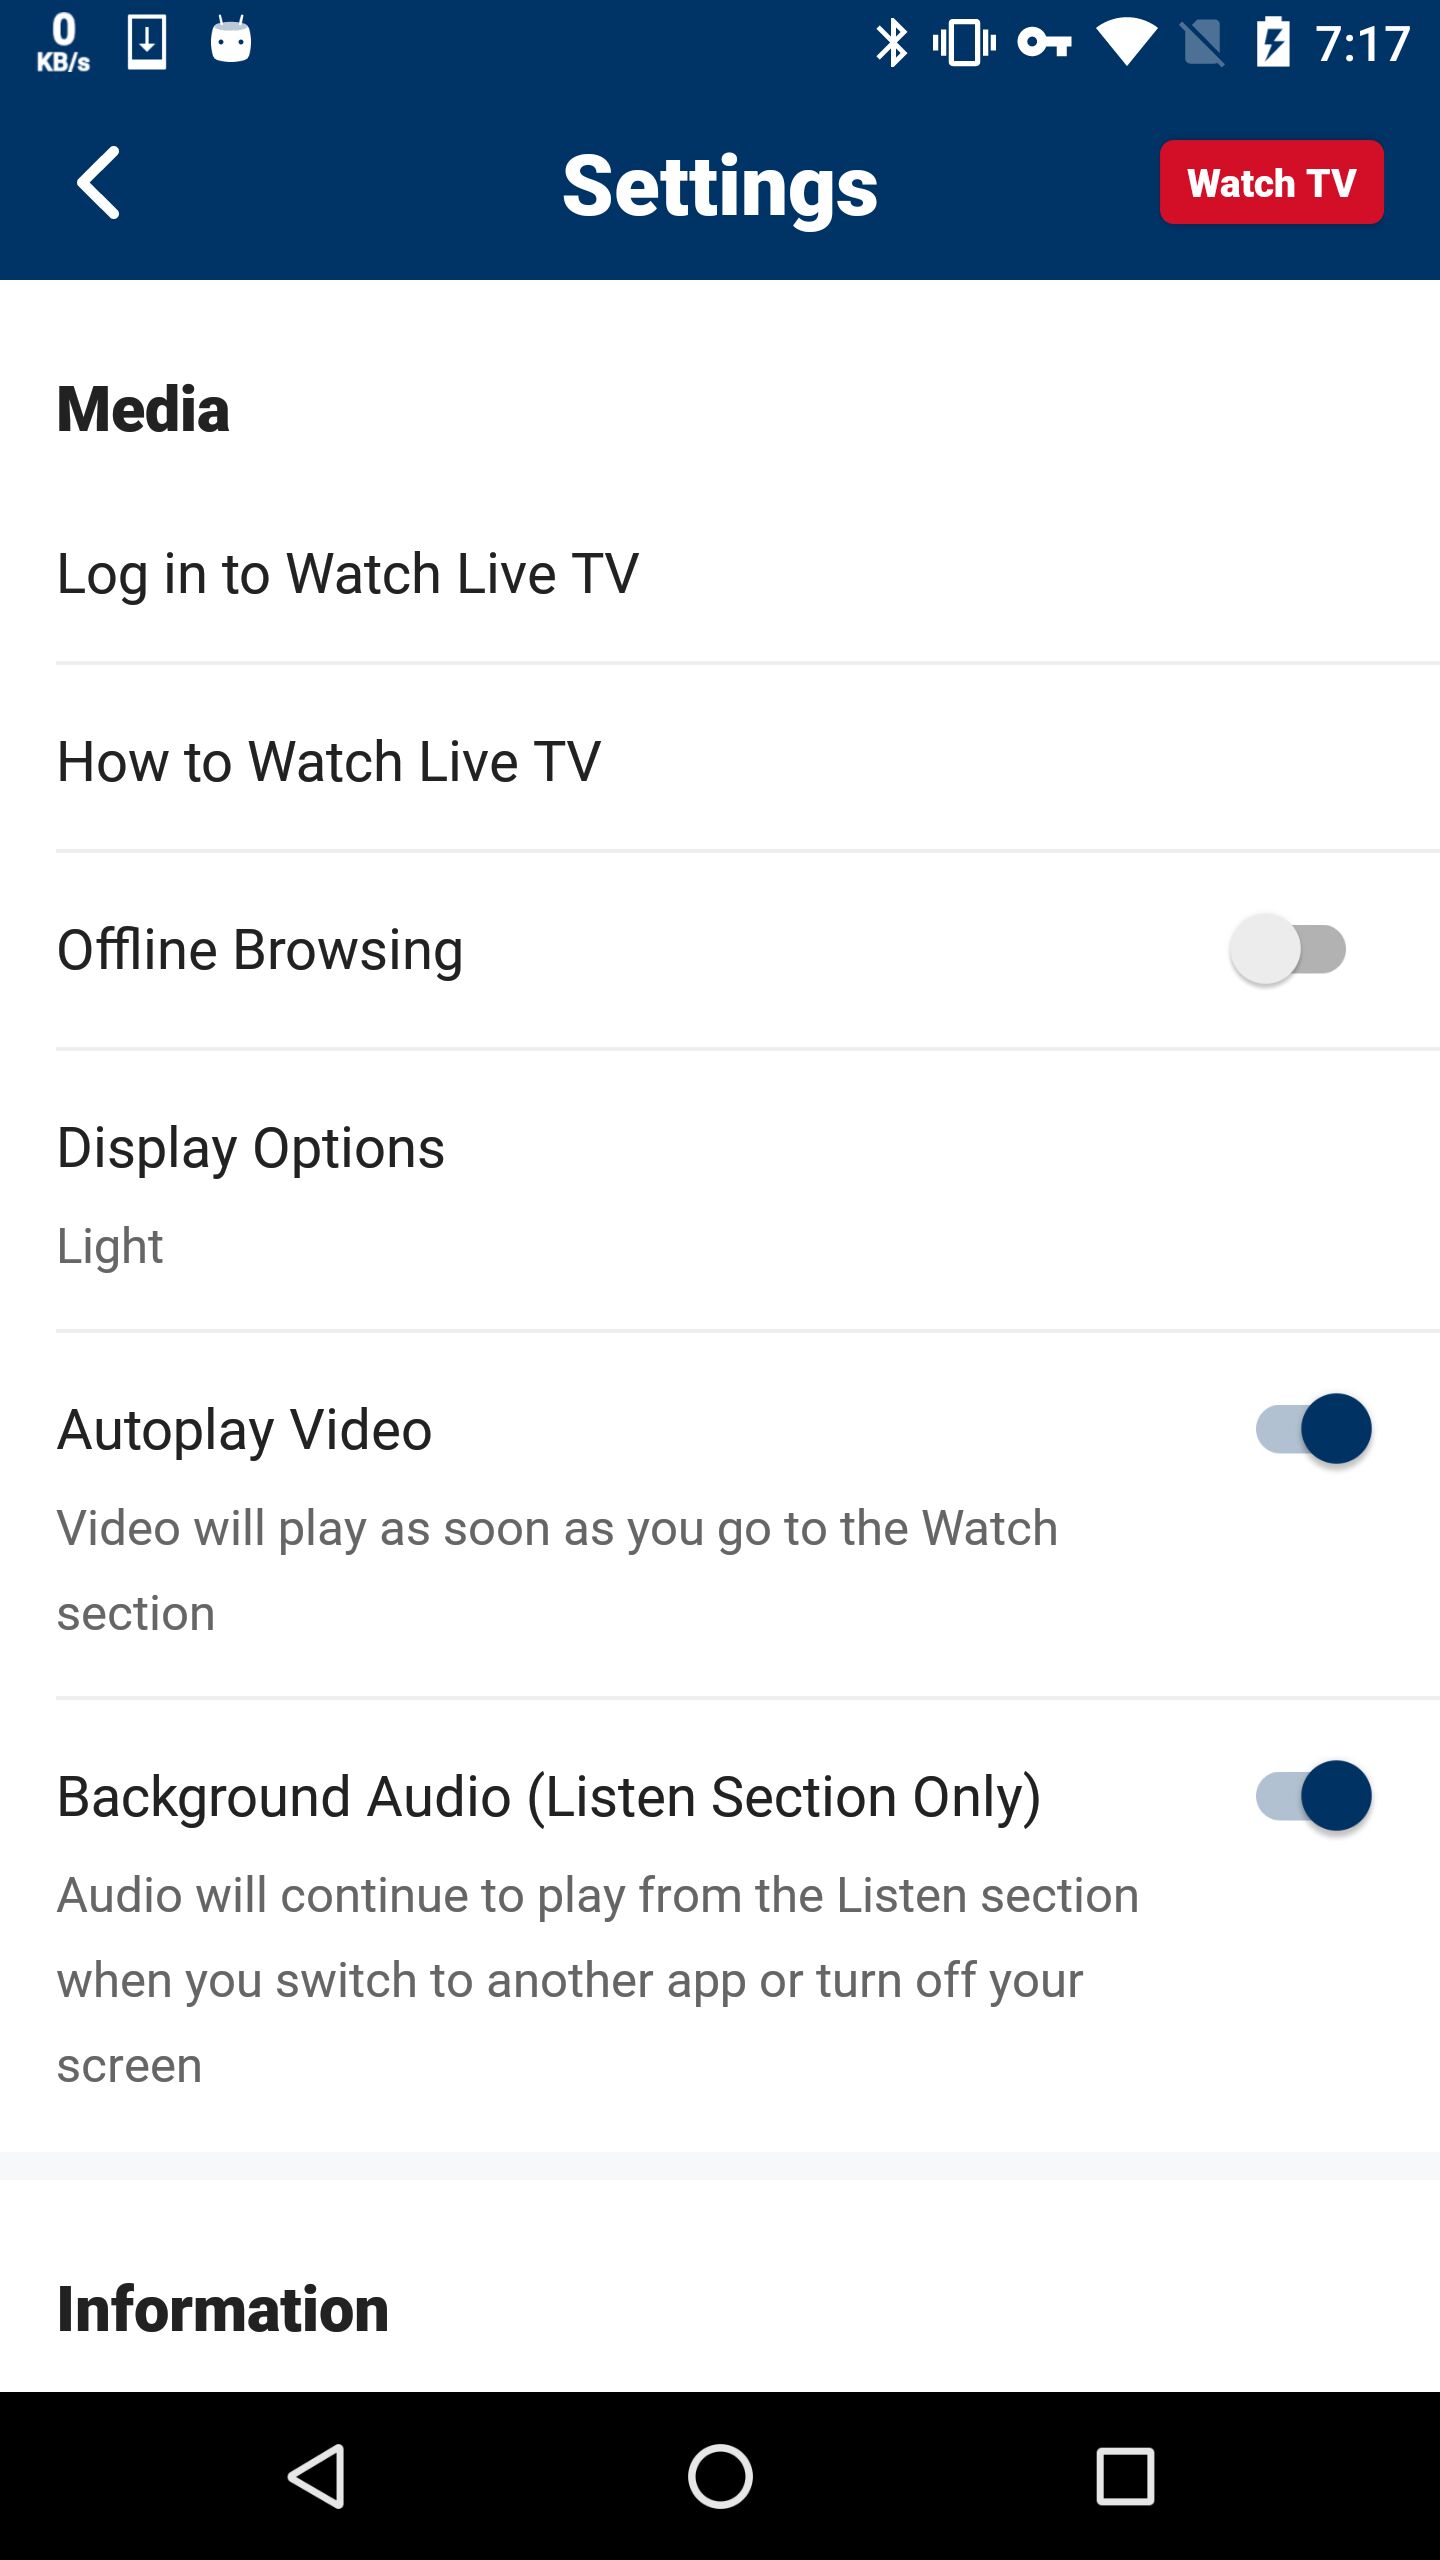 0
KB/s
7:17
Settings
Watch TV
Media
Log in to Watch Live TV
How to Watch Live TV
Offline Browsing
Display Options
Light
Autoplay Video
Video will play as soon as you go to the Watch
section
Background Audio (Listen Section Only)
Audio will continue to play from the Listen section
when you switch to another app or turn off your
screen
Information